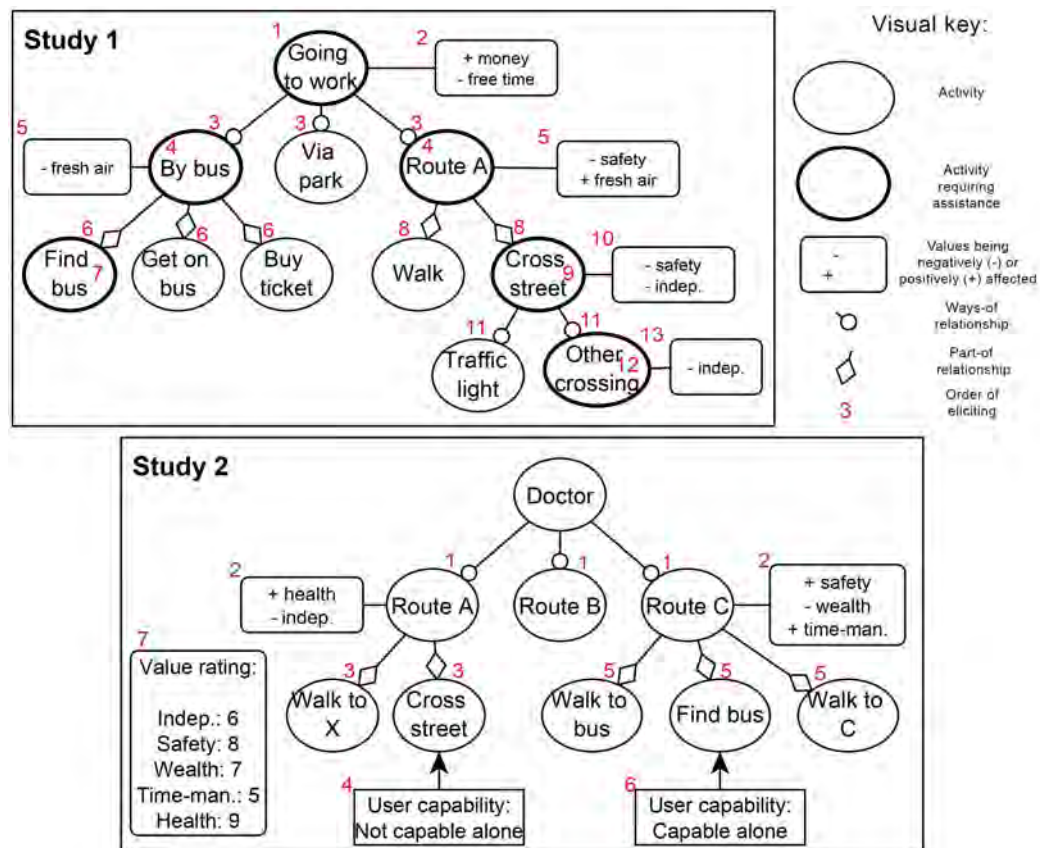 Study 1
1
2
Going
to work
+ money
- free time
3
3
3
5
4
4
5
- fresh air
By bus
Via
park
Route A
- safety
+ fresh air
6
6
6
8
8
10
Find
bus
7
Get on
bus
Buy
ticket
Walk
Cross
street
9
- safety
- indep.
11
11
13
Traffic
light
Other
crossing
12
- indep.
Visual key:
Activity
Activity
requiring
assistance
-
+
Values being
negatively (-) or
positively (+) affected
Ways-of
relationship
Part-of
relationship
3
Order of
eliciting
Study 2
Doctor
1
1
1
2
2
+ health
- indep.
Route A
Route B
Route C
+ safety
- wealth
+ time-man.
7
Value rating:
Indep.: 6
Safety: 8
Wealth: 7
Time-man.: 5
Health: 9
3
3
5
5
5
Walk to
X
Cross
street
Walk to
bus
Find bus
Walk to
C
4
User capability:
Not capable alone
6
User capability:
Capable alone